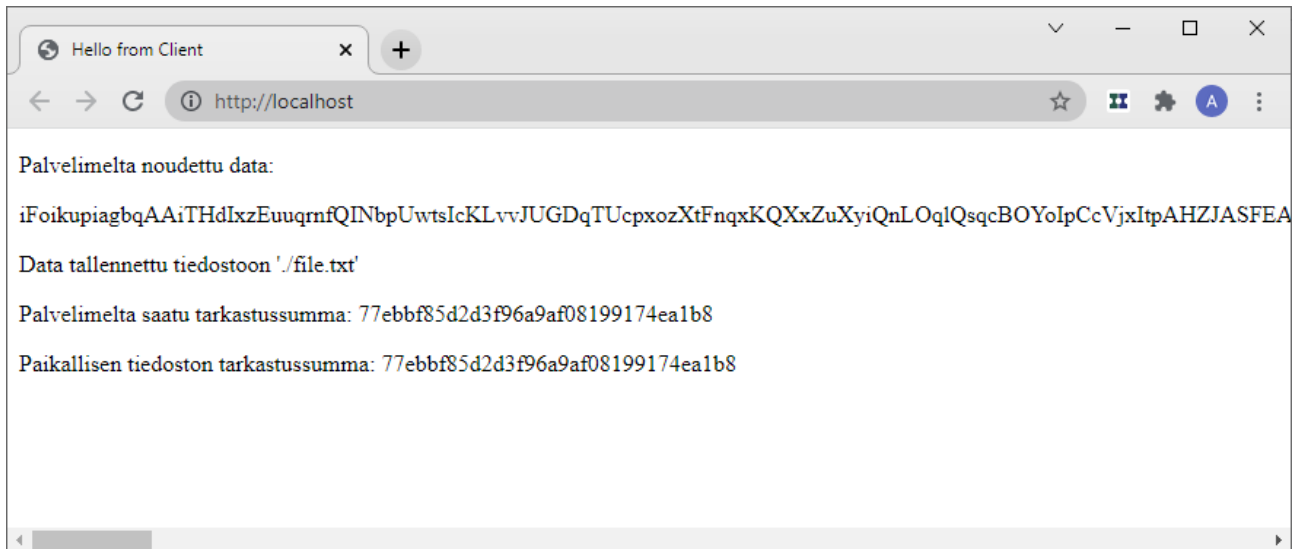 Hello from Client
http://localhost
A
Palvelimelta noudettu data:
iFoikupiagbqAAiTHdIxzEuuqrnfQINbpUwtsIcKLvvJUGDqTUcpxozXtFnqxKQXxZuXyiQnLOqlQsqcBOYoIpCcVjxItpAHZJASFEA
Data tallennettu tiedostoon './file.txt'
Palvelimelta saatu tarkastussumma: 77ebbf85d2d3f96a9af08199174ea1b8
Paikallisen tiedoston tarkastussumma: 77ebbf85d2d3f96a9af08199174ea1b8